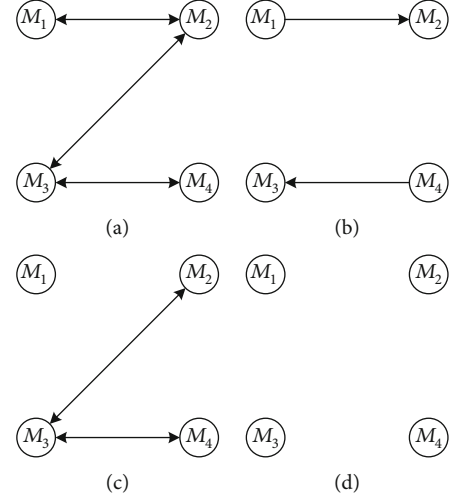 M₁ M₂ M₁ M₂
M₃ M₄ M₃ M₄
(a) (b)
M₁ M₂ M₁ M₂
M₃ M₄ M₃ M₄
(c) (d)